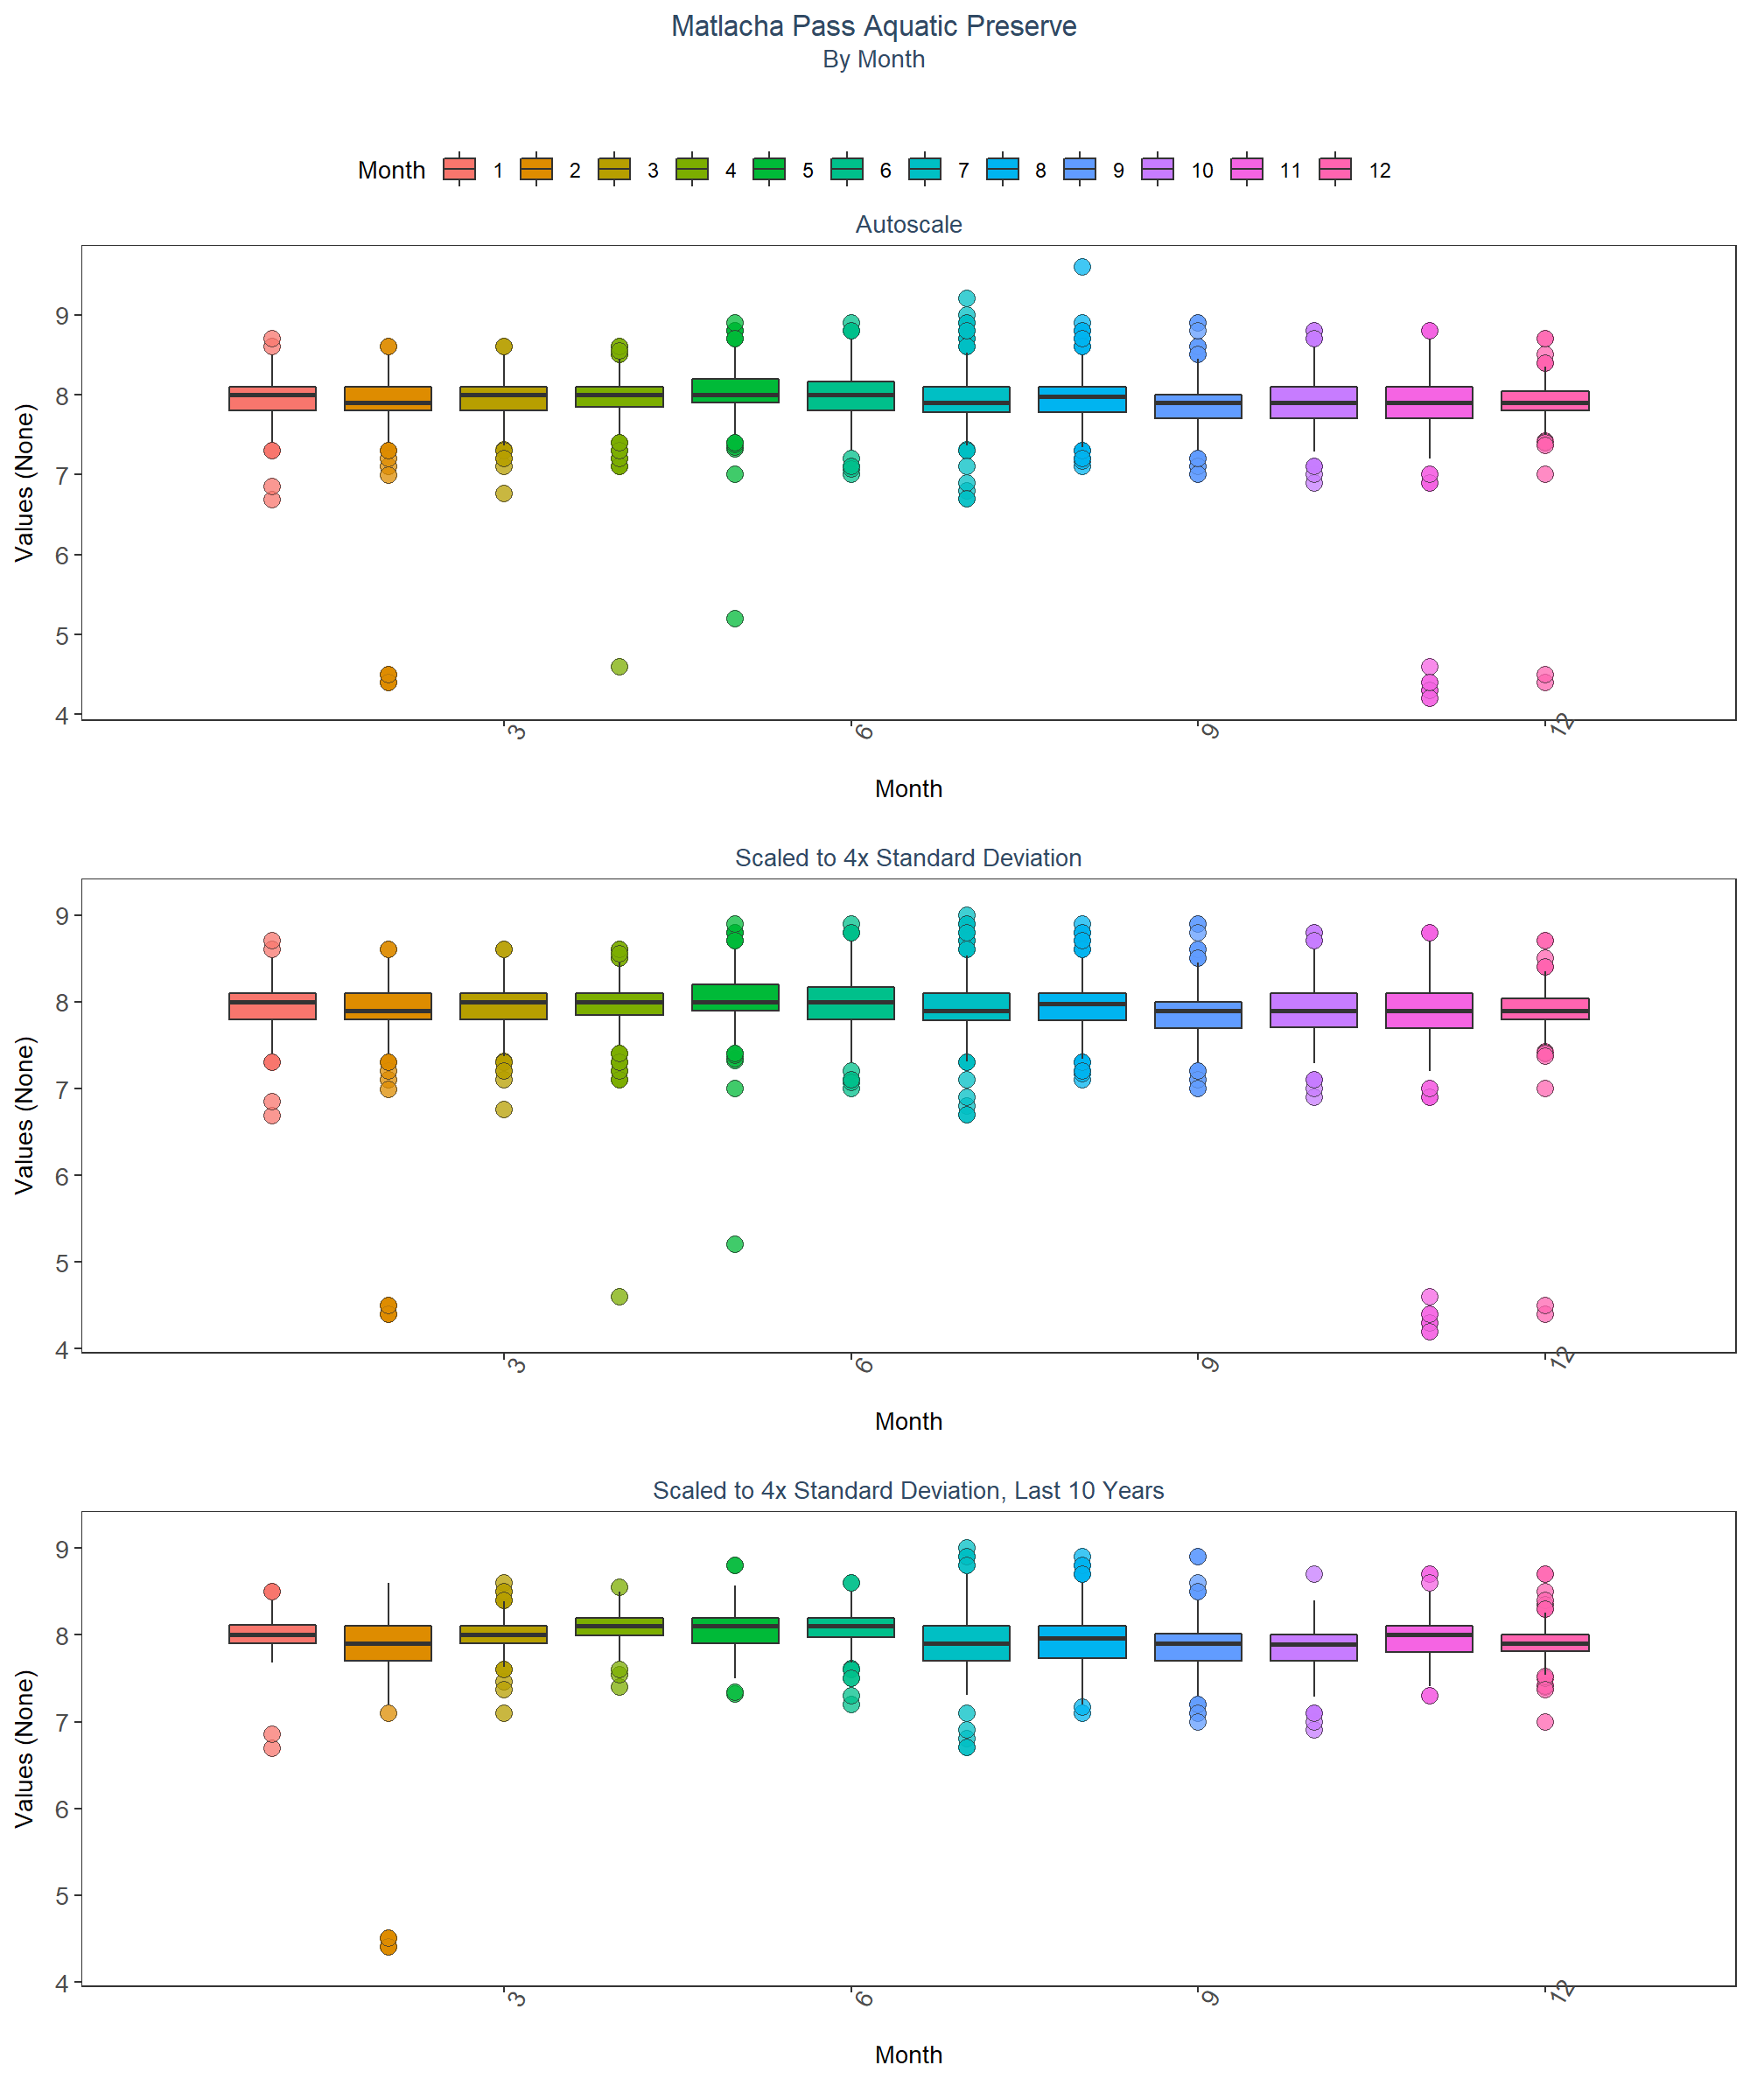 Matlacha Pass Aquatic Preserve
By Month
Month 1 2 3 4 5 6 7 8 9 10 11 12
Autoscale
Values (None)
9
8
7
6
5
4
3 6 9 12
Month
Scaled to 4x Standard Deviation
Values (None)
9
8
7
6
5
4
3 6 9 12
Month
Scaled to 4x Standard Deviation, Last 10 Years
Values (None)
9
8
7
6
5
4
3 6 9 12
Month